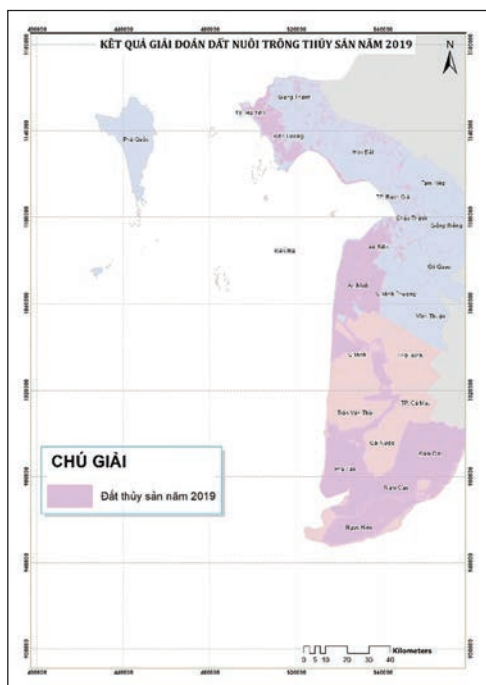 KẾT QUẢ GIẢI ĐOÁN ĐẤT NUÔI TRỒNG THỦY SẢN NĂM 2019
N
Giang Thành
Phú Quốc
Kiên Lương
Hòn Đất
Tân Hiệp
TP. Rạch Giá
Châu Thành
Giồng Riềng
An Biên
Gò Quao
An Minh
U Minh Thượng
Vĩnh Thuận
U Minh
Thới Bình
TP. Cà Mau
Trần Văn Thời
Cái Nước
Đầm Dơi
Phú Tân
Năm Căn
Ngọc Hiển
CHÚ GIẢI
Đất thủy sản năm 2019
Kilometers
0 5 10 20 30 40